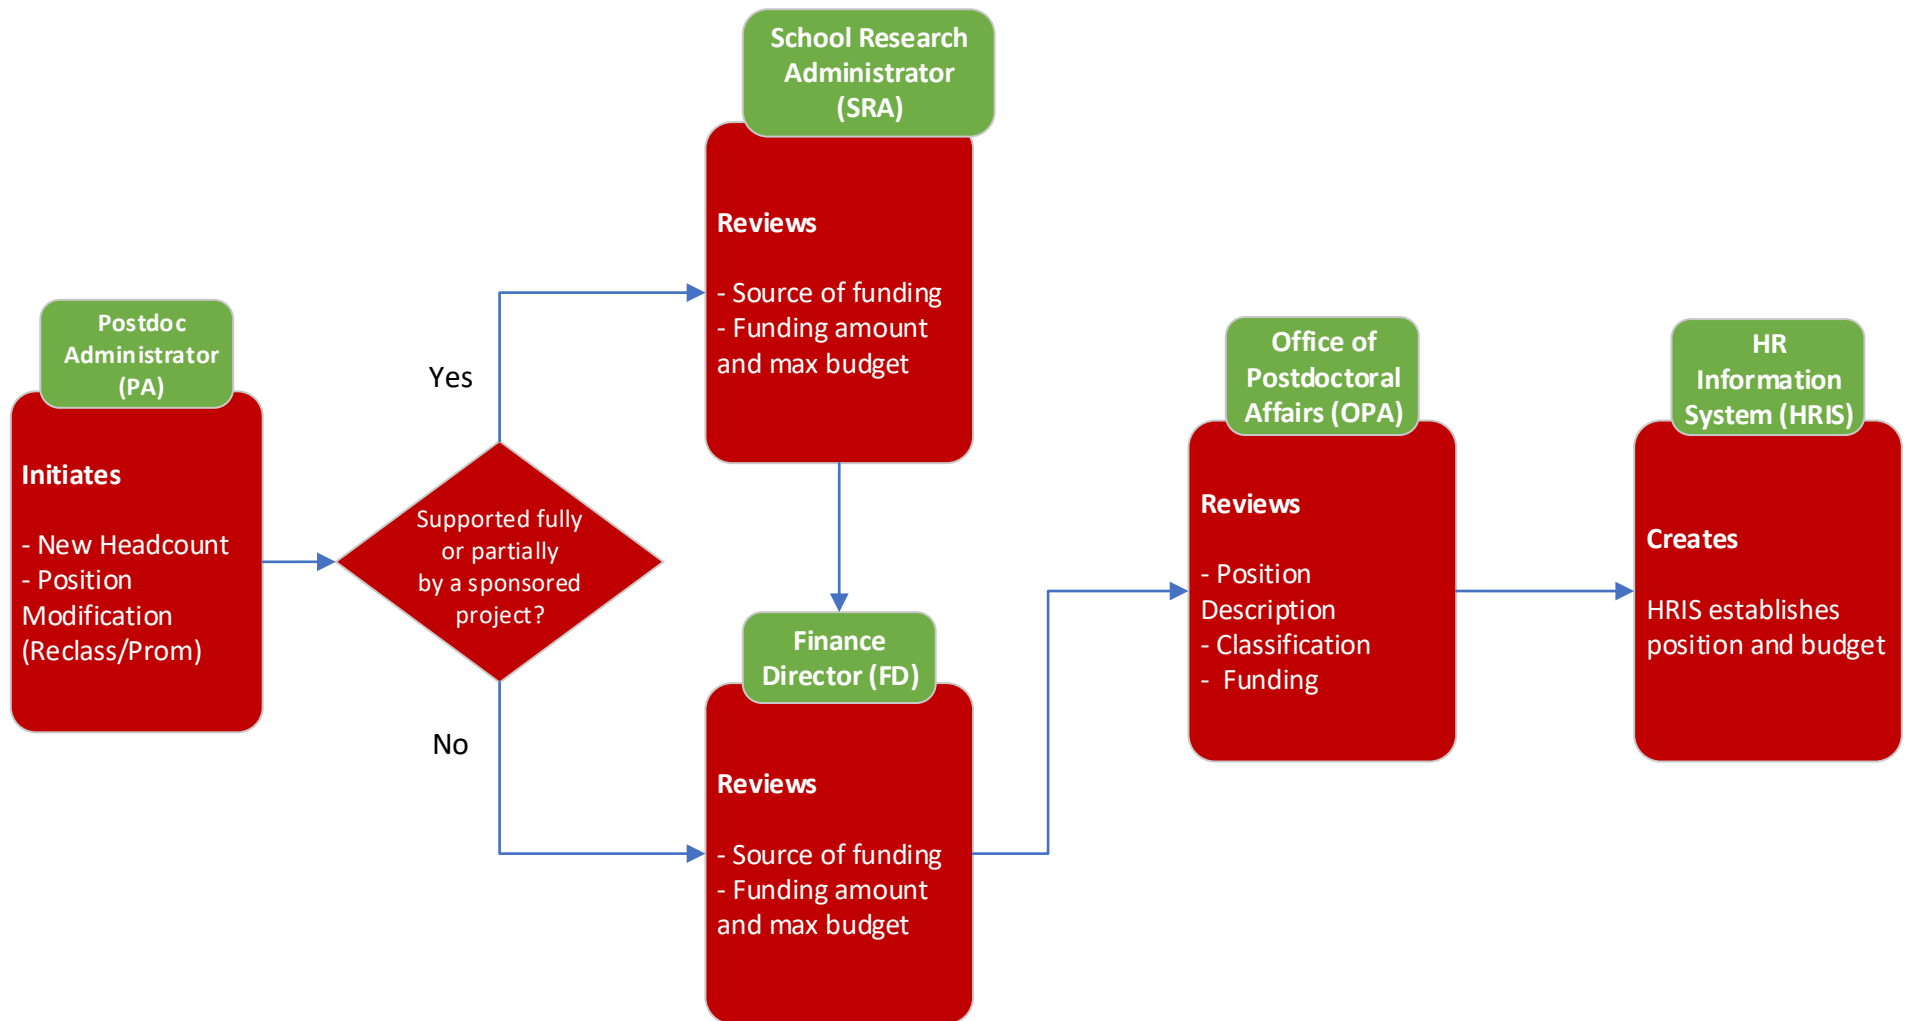 Postdoc
Administrator
(PA)
Initiates
- New Headcount
- Position
Modification
(Reclass/Prom)
Supported fully
or partially
by a sponsored
project?
Yes
No
School Research
Administrator
(SRA)
Reviews
- Source of funding
- Funding amount
and max budget
Finance
Director (FD)
Reviews
- Source of funding
- Funding amount
and max budget
Office of
Postdoctoral
Affairs (OPA)
Reviews
- Position
Description
- Classification
- Funding
HR
Information
System (HRIS)
Creates
HRIS establishes
position and budget